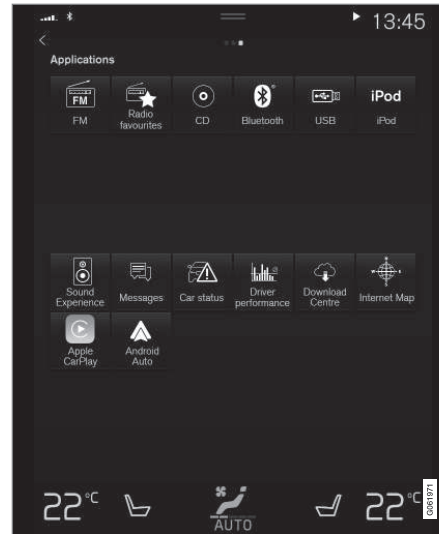 13:45
Applications
FM
iPod
FM
Radio
favourites
CD
Bluetooth
USB
iPod
Sound
Experience
Messages
Car status
Driver
performance
Download
Centre
Internet Map
Apple
CarPlay
Android
Auto
22°C
AUTO
22°C
G061971